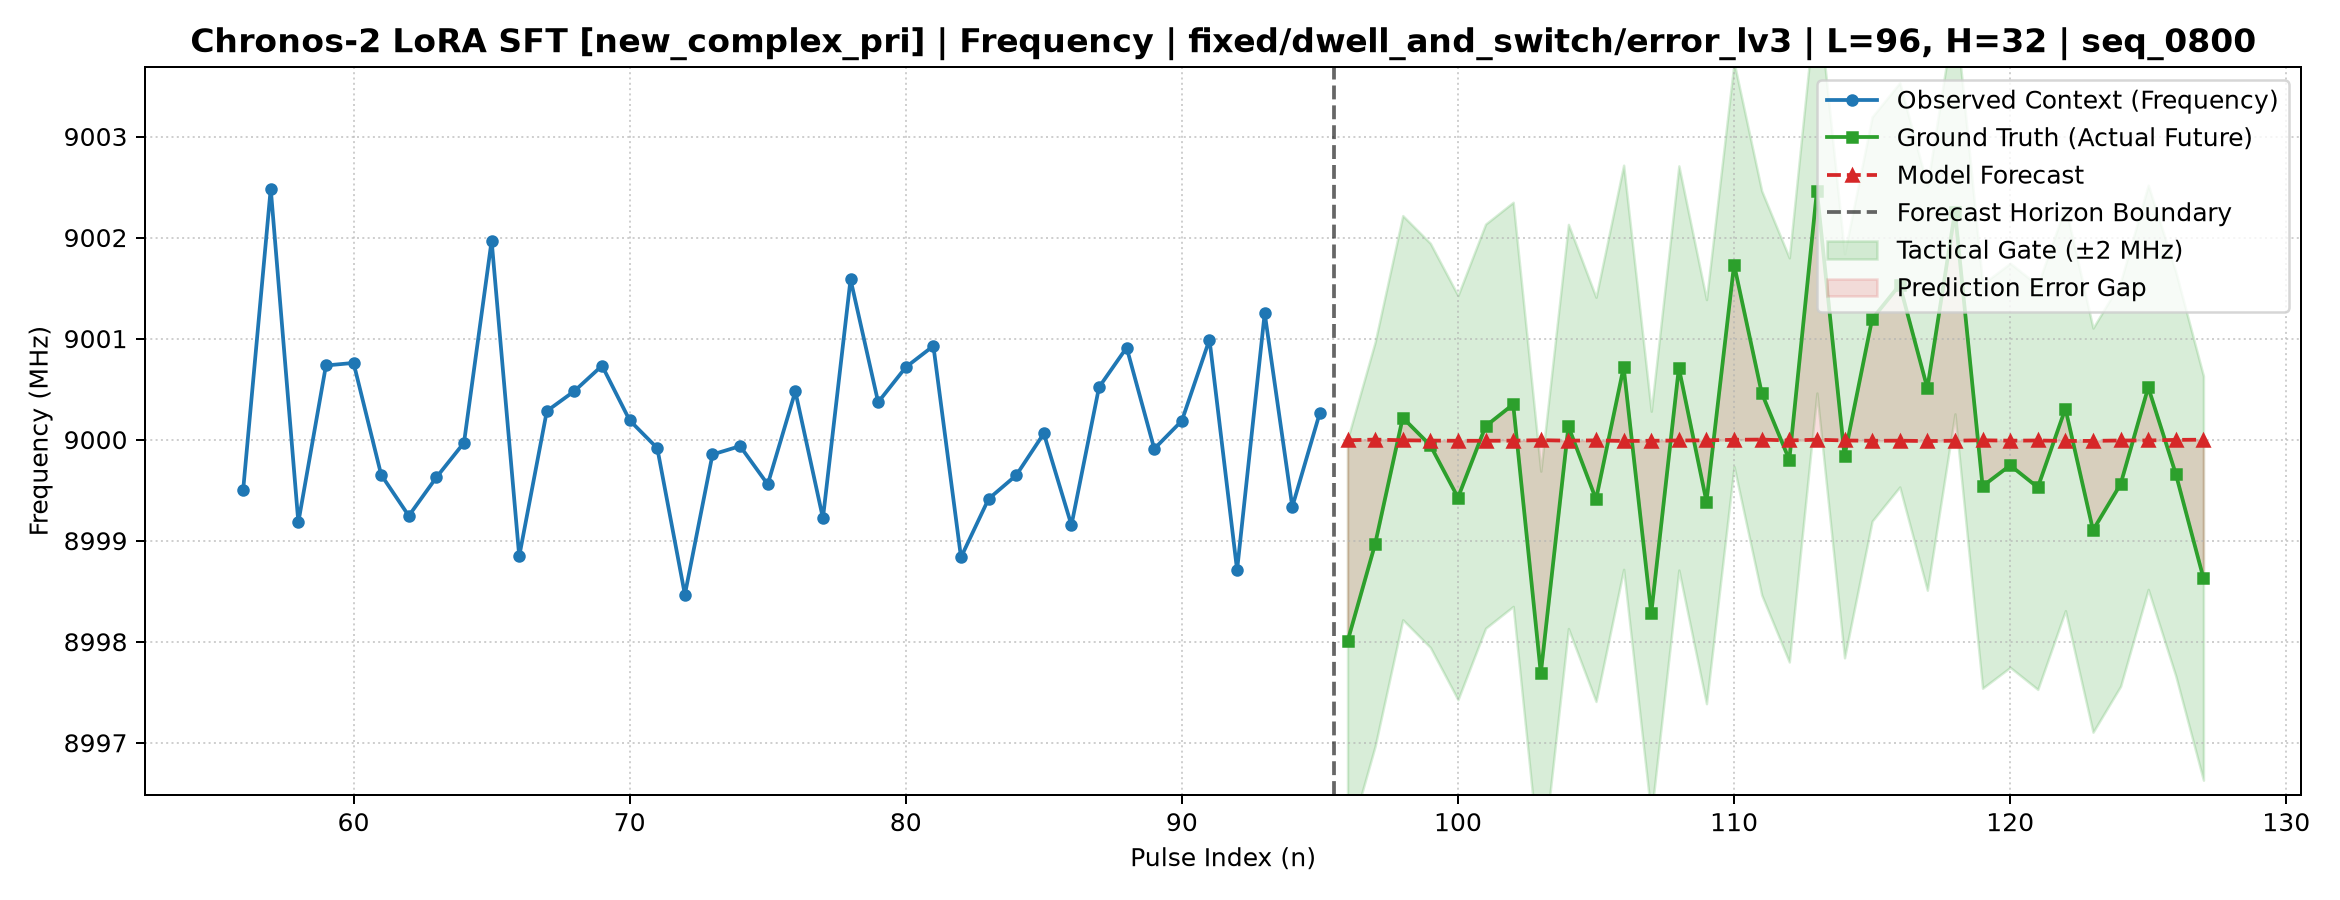 Chronos-2 LoRA SFT [new_complex_pri] | Frequency | fixed/dwell_and_switch/error_lv3 | L=96, H=32 | seq_0800
Observed Context (Frequency)
Ground Truth (Actual Future)
Model Forecast
Forecast Horizon Boundary
Tactical Gate (±2 MHz)
Prediction Error Gap
Frequency (MHz)
9003
9002
9001
9000
8999
8998
8997
60 70 80 90 100 110 120 130
Pulse Index (n)